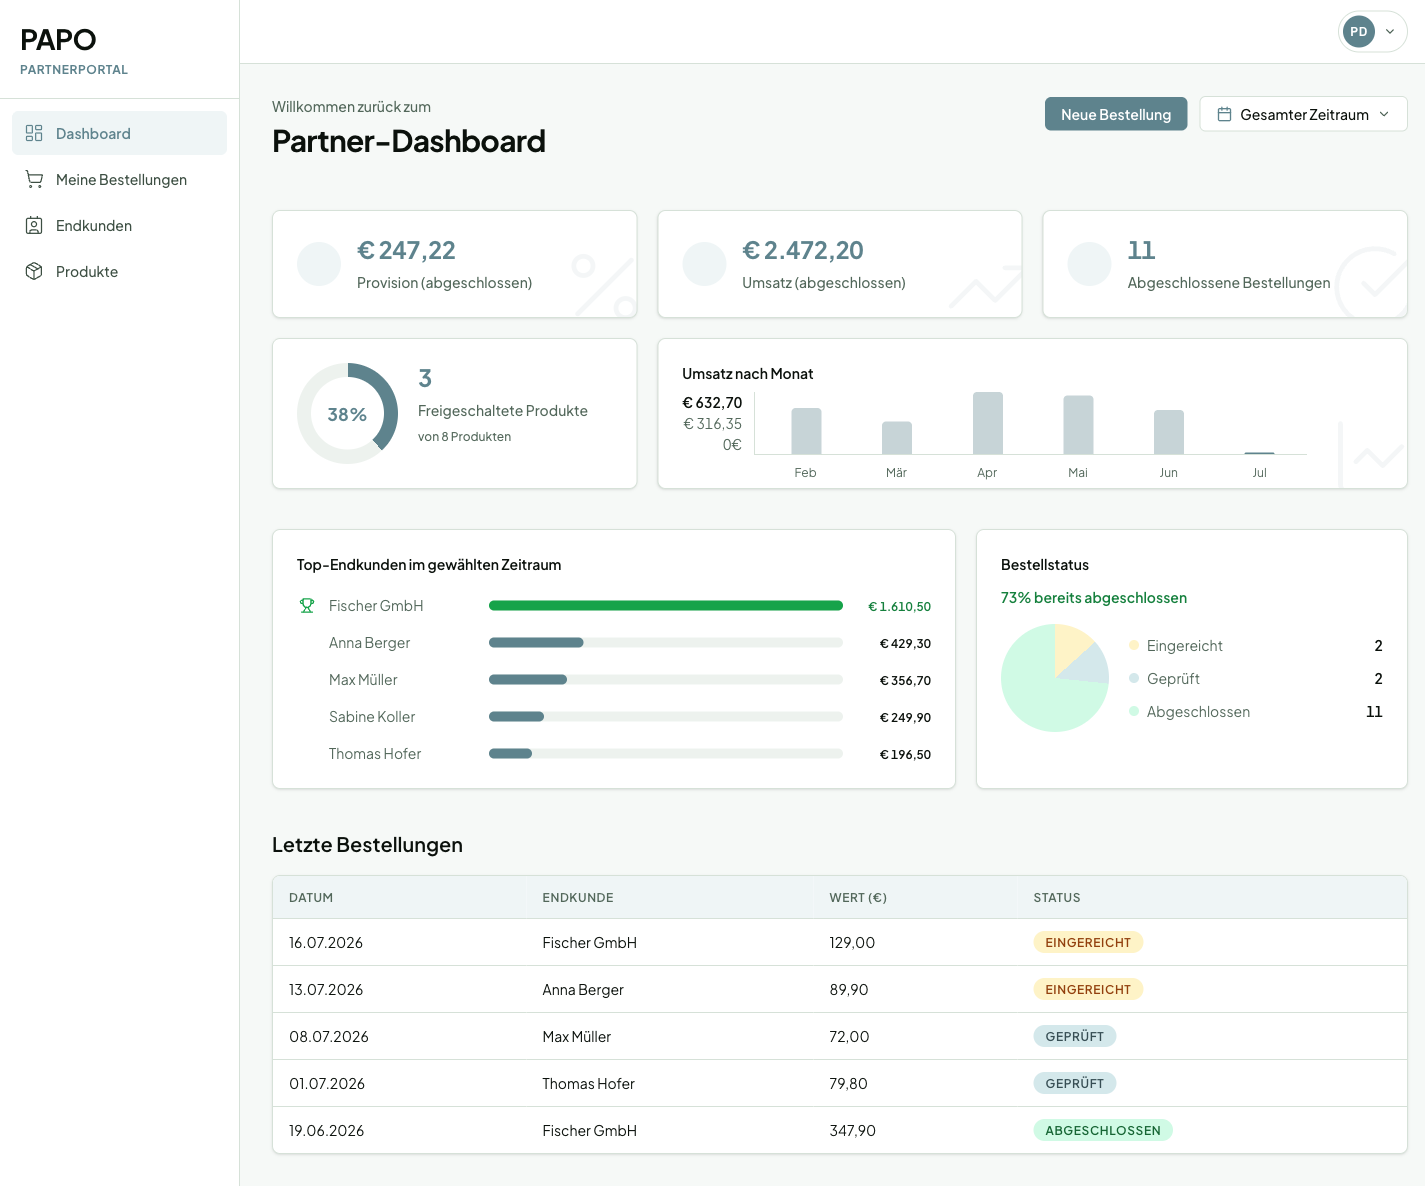 PAPO
PARTNERPORTAL
Dashboard
Meine Bestellungen
Endkunden
Produkte
PD
Willkommen zurück zum
Partner-Dashboard
Neue Bestellung
Gesamter Zeitraum
€ 247,22
Provision (abgeschlossen)
€ 2.472,20
Umsatz (abgeschlossen)
11
Abgeschlossene Bestellungen
38%
3
Freigeschaltete Produkte
von 8 Produkten
Umsatz nach Monat
€ 632,70
€ 316,35
0€
Feb Mär Apr Mai Jun Jul
Top-Endkunden im gewählten Zeitraum
Fischer GmbH € 1.610,50
Anna Berger € 429,30
Max Müller € 356,70
Sabine Koller € 249,90
Thomas Hofer € 196,50
Bestellstatus
73% bereits abgeschlossen
Eingereicht 2
Geprüft 2
Abgeschlossen 11
Letzte Bestellungen
DATUM ENDKUNDE WERT (€) STATUS
16.07.2026 Fischer GmbH 129,00 EINGEREICHT
13.07.2026 Anna Berger 89,90 EINGEREICHT
08.07.2026 Max Müller 72,00 GEPRÜFT
01.07.2026 Thomas Hofer 79,80 GEPRÜFT
19.06.2026 Fischer GmbH 347,90 ABGESCHLOSSEN